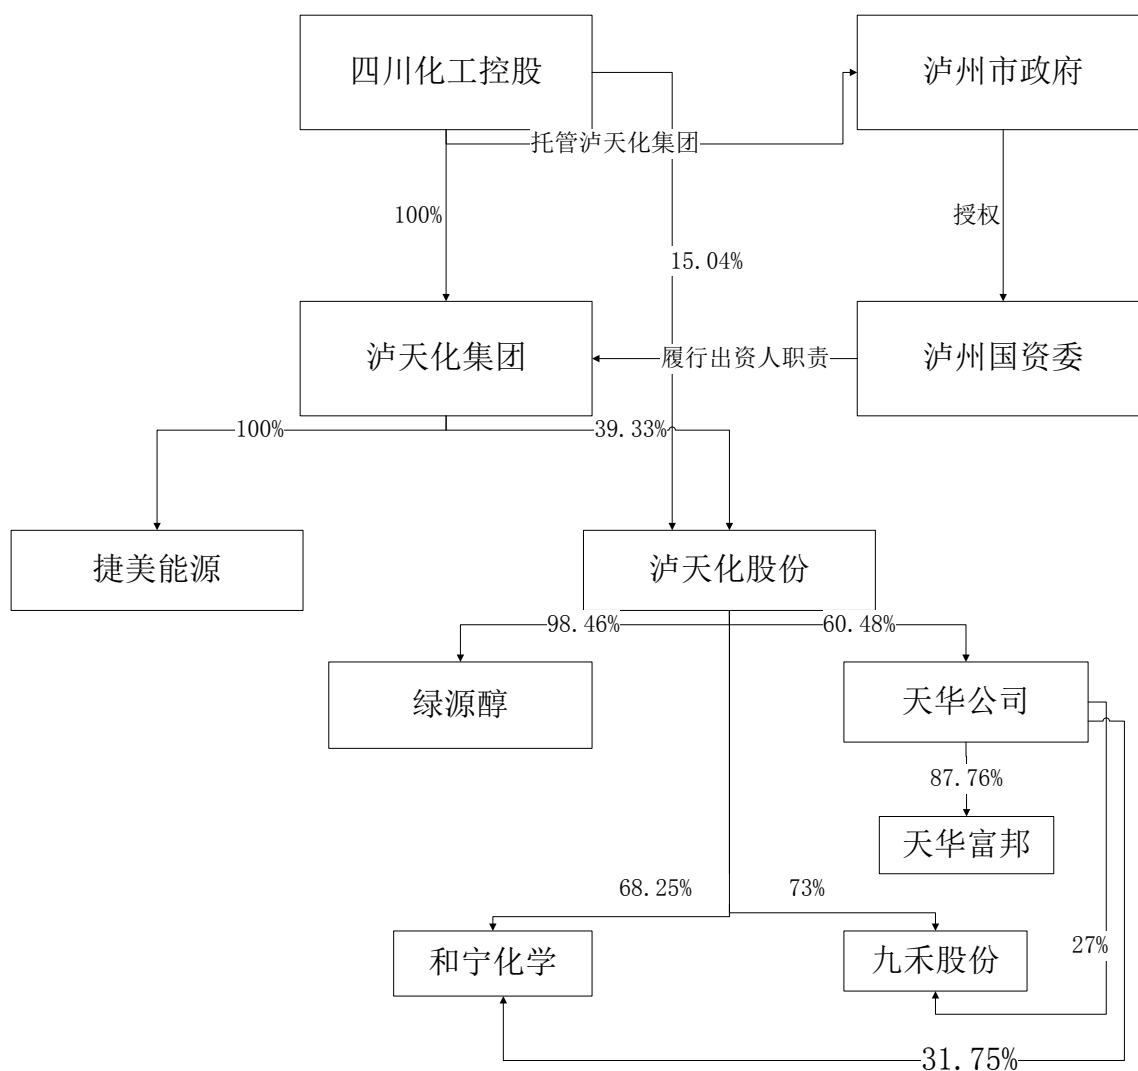 四川化工控股
泸州市政府
托管泸天化集团
100%
授权
15.04%
泸天化集团
履行出资人职责
泸州国资委
100%
39.33%
捷美能源
泸天化股份
98.46%
60.48%
绿源醇
天华公司
87.76%
天华富邦
68.25%
73%
和宁化学
九禾股份
27%
31.75%